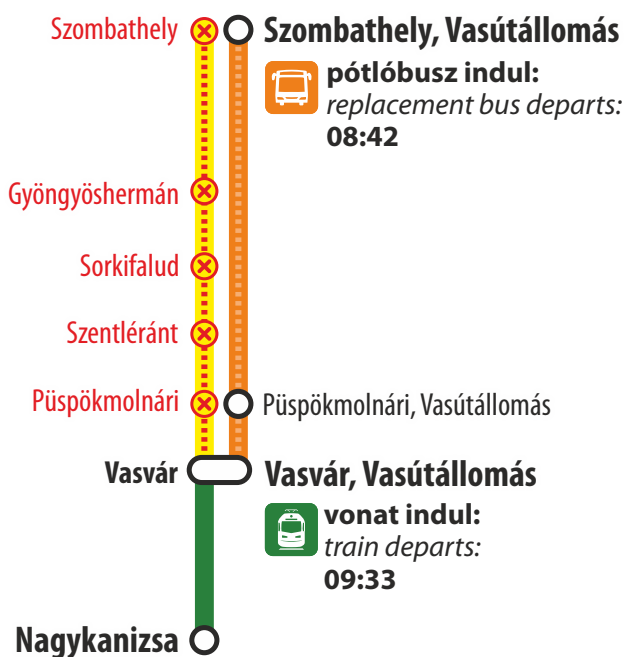 Szombathely
Szombathely, Vasútállomás
pótlóbusz indul:
replacement bus departs:
08:42
Gyöngyöshermán
Sorkifalud
Szentléránt
Püspökmolnári
Püspökmolnári, Vasútállomás
Vasvár
Vasvár, Vasútállomás
vonat indul:
train departs:
09:33
Nagykanizsa